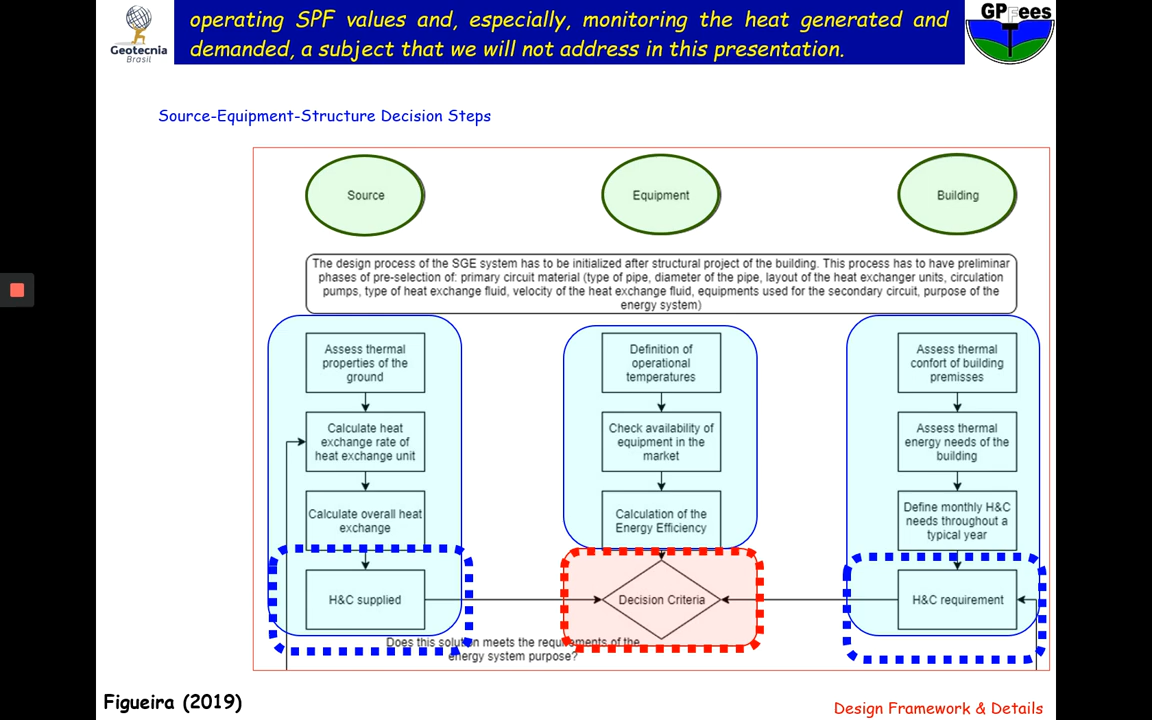 operating SPF values and, especially, monitoring the heat generated and
demanded, a subject that we will not address in this presentation.
Geotecnia
Brasil
GPFees
Source-Equipment-Structure Decision Steps
Source
Equipment
Building
The design process of the SGE system has to be initialized after structural project of the building. This process has to have preliminar
phases of pre-selection of: primary circuit material (type of pipe, diameter of the pipe, layout of the heat exchanger units, circulation
pumps, type of heat exchange fluid, velocity of the heat exchange fluid, equipments used for the secondary circuit, purpose of the
energy system)
Assess thermal
properties of the
ground
Calculate heat
exchange rate of
heat exchange unit
Calculate overall heat
exchange
H&C supplied
Definition of
operational
temperatures
Check availability of
equipment in the
market
Calculation of the
Energy Efficiency
Decision Criteria
Assess thermal
confort of building
premisses
Assess thermal
energy needs of the
building
Define monthly H&C
needs throughout a
typical year
H&C requirement
Does this solution meets the requirements of the
energy system purpose?
Figueira (2019)
Design Framework & Details